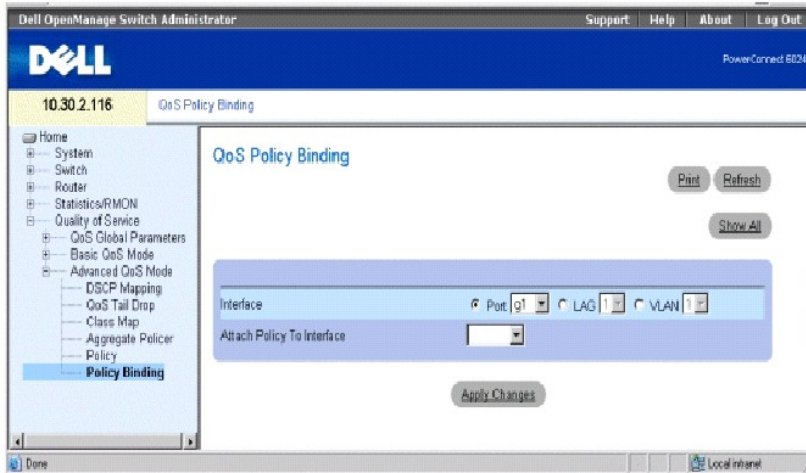 Dell OpenManage Switch Administrator Support Help About Log Out
DELL
PowerConnect 6024
10.30.2.116 QoS Policy Binding
Home
System
Switch
Router
Statistics/RMON
Quality of Service
QoS Global Parameters
Basic QoS Mode
Advanced QoS Mode
DSCP Mapping
QoS Tail Drop
Class Map
Aggregate Policer
Policy
Policy Binding
QoS Policy Binding
Print Refresh
Show All
Interface Port g1 LAG 1 VLAN 1
Attach Policy To Interface
Apply Changes
Done Local intranet